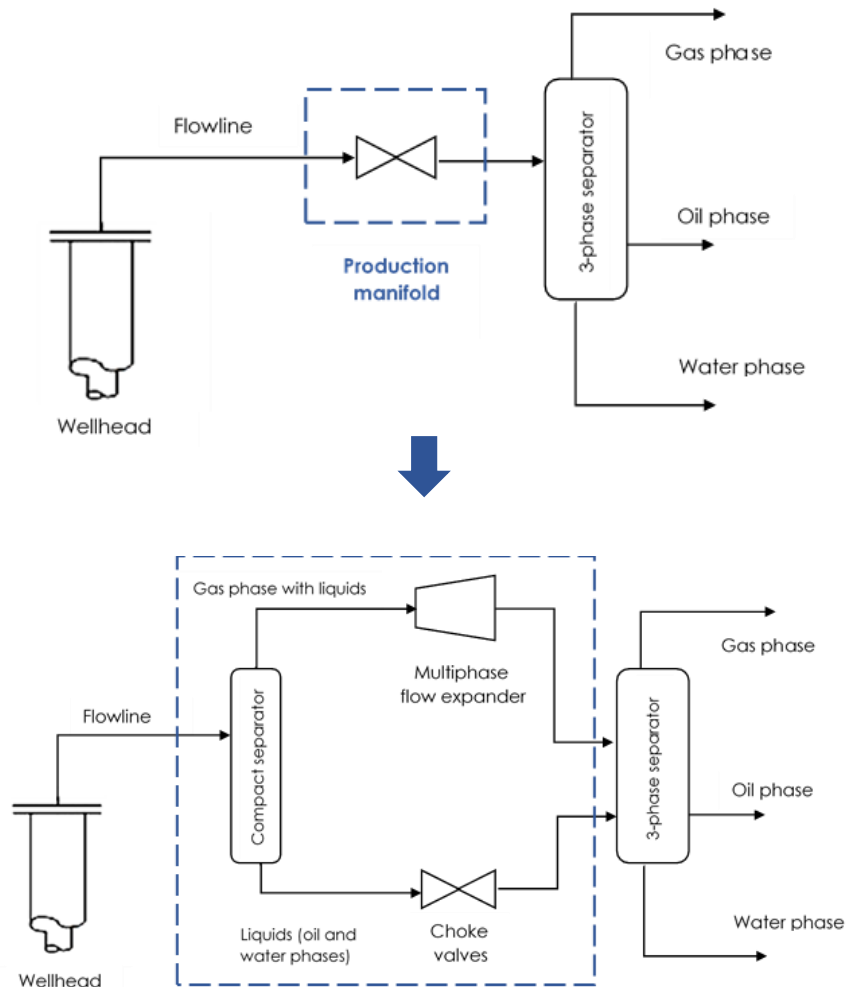 Gas phase
Flowline
3-phase separator
Oil phase
Production
manifold
Water phase
Wellhead
Gas phase with liquids
Gas phase
Multiphase
flow expander
Flowline
Compact separator
3-phase separator
Oil phase
Liquids (oil and
water phases)
Choke
valves
Water phase
Wellhead